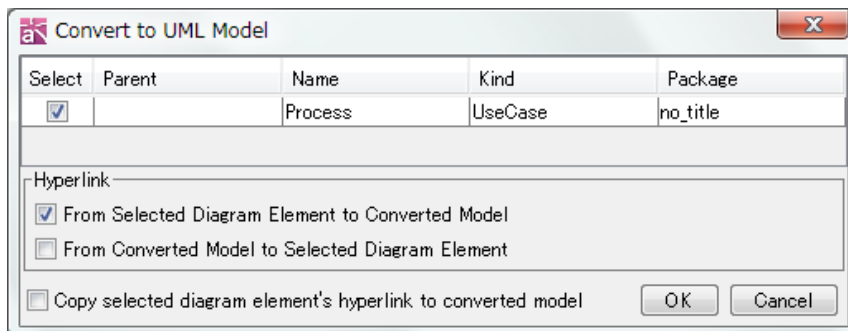 Convert to UML Model
Select Parent Name Kind Package
Process UseCase no_title
Hyperlink
From Selected Diagram Element to Converted Model
From Converted Model to Selected Diagram Element
Copy selected diagram element's hyperlink to converted model OK Cancel